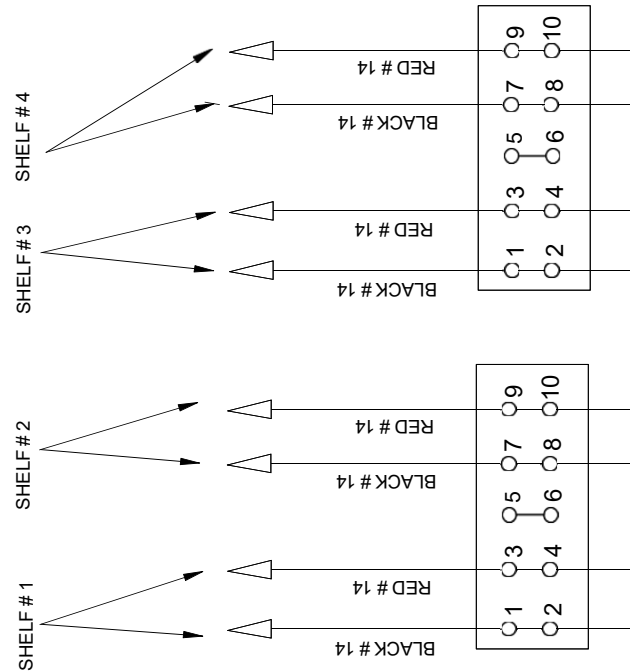 SHELF # 4
RED # 14
9 10
BLACK # 14
7 8
5 6
SHELF # 3
RED # 14
3 4
BLACK # 14
1 2
SHELF # 2
RED # 14
9 10
BLACK # 14
7 8
5 6
SHELF # 1
RED # 14
3 4
BLACK # 14
1 2